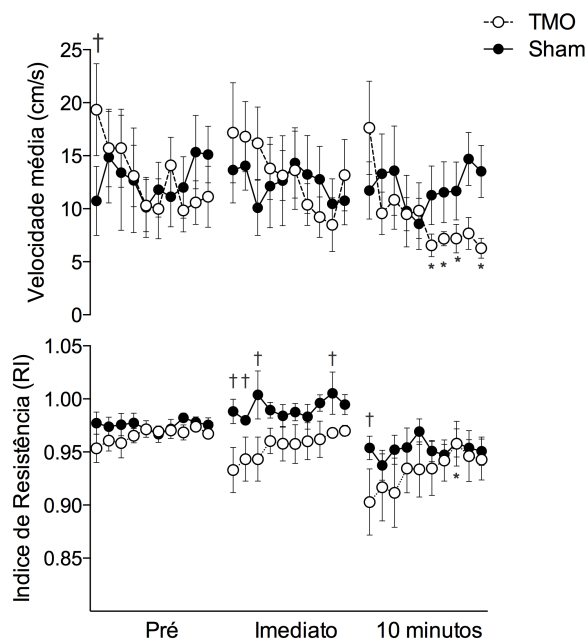 TMO
Sham
†
25
20
15
10
5
0
Velocidade média (cm/s)
* * * *
1.05
1.00
0.95
0.90
0.85
Indice de Resistência (RI)
†† † †
†
*
Pré Imediato 10 minutos